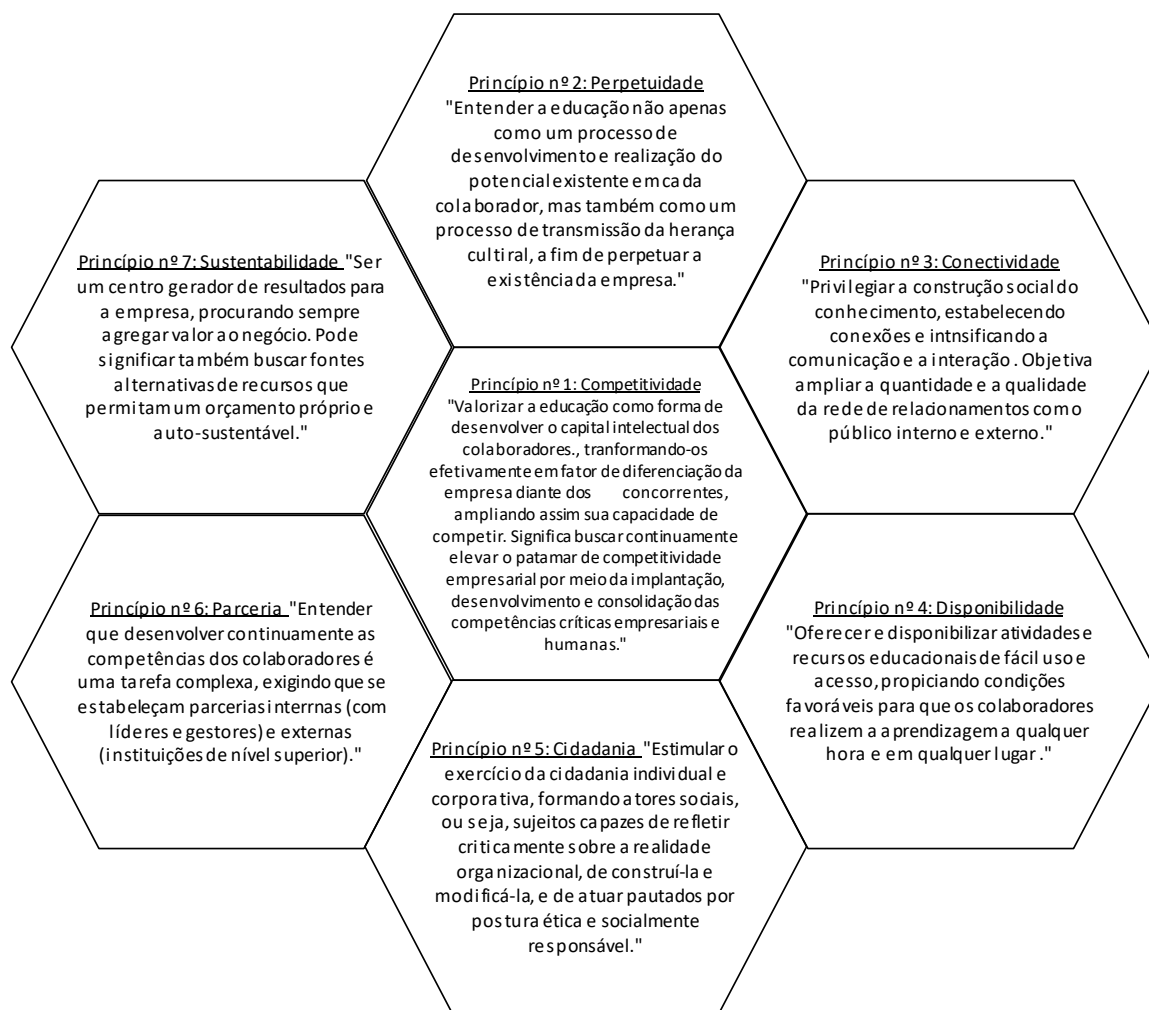 Princípio nº 2: Perpetuidade
"Entender a educação não apenas
como um processo de
desenvolvimento e realização do
potencial existente em cada
colaborador, mas também como um
processo de transmissão da herança
cultiral, a fim de perpetuar a
existência da empresa."
Princípio nº 7: Sustentabilidade "Ser
um centro gerador de resultados para
a empresa, procurando sempre
agregar valor ao negócio. Pode
significar também buscar fontes
alternativas de recursos que
permitam um orçamento próprio e
auto-sustentável."
Princípio nº 3: Conectividade
"Privilegiar a construção social do
conhecimento, estabelecendo
conexões e intnsificando a
comunicação e a interação . Objetiva
ampliar a quantidade e a qualidade
da rede de relacionamentos com o
público interno e externo."
Princípio nº 1: Competitividade
"Valorizar a educação como forma de
desenvolver o capital intelectual dos
colaboradores., tranformando-os
efetivamente em fator de diferenciação da
empresa diante dos concorrentes,
ampliando assim sua capacidade de
competir. Significa buscar continuamente
elevar o patamar de competitividade
empresarial por meio da implantação,
desenvolvimento e consolidação das
competências críticas empresariais e
humanas."
Princípio nº 6: Parceria "Entender
que desenvolver continuamente as
competências dos colaboradores é
uma tarefa complexa, exigindo que se
estabeleçam parcerias interrnas (com
líderes e gestores) e externas
(instituições de nível superior)."
Princípio nº 4: Disponibilidade
"Oferecer e disponibilizar atividades e
recursos educacionais de fácil uso e
acesso, propiciando condições
favoráveis para que os colaboradores
realizem a aprendizagem a qualquer
hora e em qualquer lugar ."
Princípio nº 5: Cidadania "Estimular o
exercício da cidadania individual e
corporativa, formando atores sociais,
ou seja, sujeitos capazes de refletir
criticamente sobre a realidade
organizacional, de construí-la e
modificá-la, e de atuar pautados por
postura ética e socialmente
responsável."